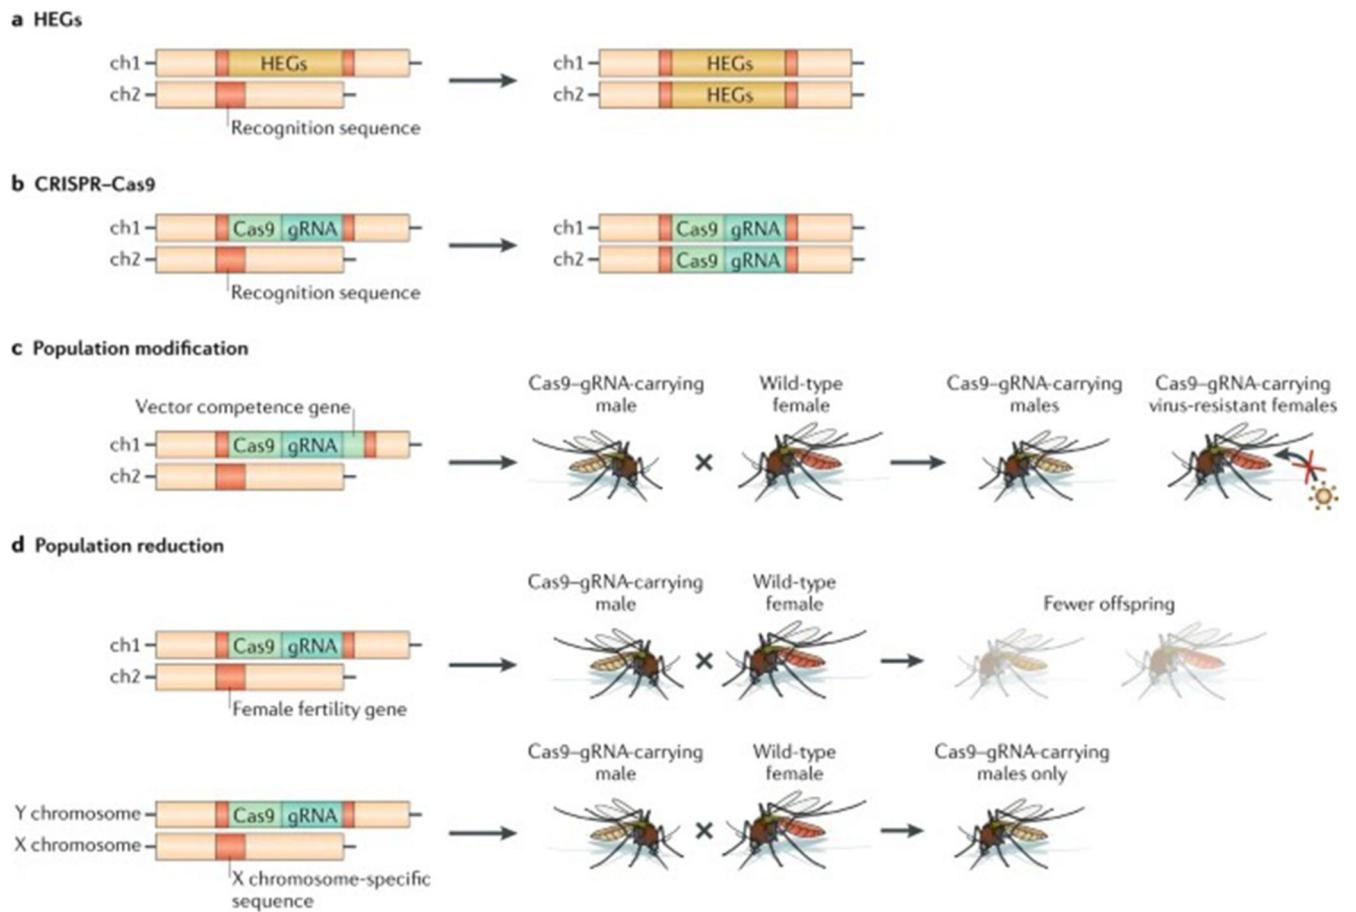 a HEGs
ch1 HEGs
ch2
Recognition sequence
ch1 HEGs
ch2 HEGs
b CRISPR–Cas9
ch1 Cas9 gRNA
ch2
Recognition sequence
ch1 Cas9 gRNA
ch2 Cas9 gRNA
c Population modification
Vector competence gene
ch1 Cas9 gRNA
ch2
Cas9–gRNA-carrying
male
×
Wild-type
female
Cas9–gRNA-carrying
males
Cas9–gRNA-carrying
virus-resistant females
d Population reduction
ch1 Cas9 gRNA
ch2
Female fertility gene
Cas9–gRNA-carrying
male
×
Wild-type
female
Fewer offspring
Y chromosome Cas9 gRNA
X chromosome
X chromosome-specific
sequence
Cas9–gRNA-carrying
male
×
Wild-type
female
Cas9–gRNA-carrying
males only